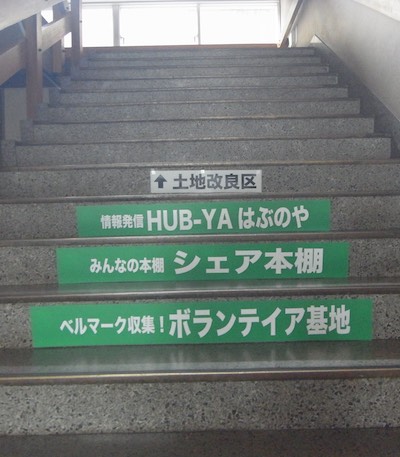 ↑ 土地改良区
情報発信 HUB-YA はぶのや
みんなの本棚 シェア本棚
ベルマーク収集！ボランテイア基地